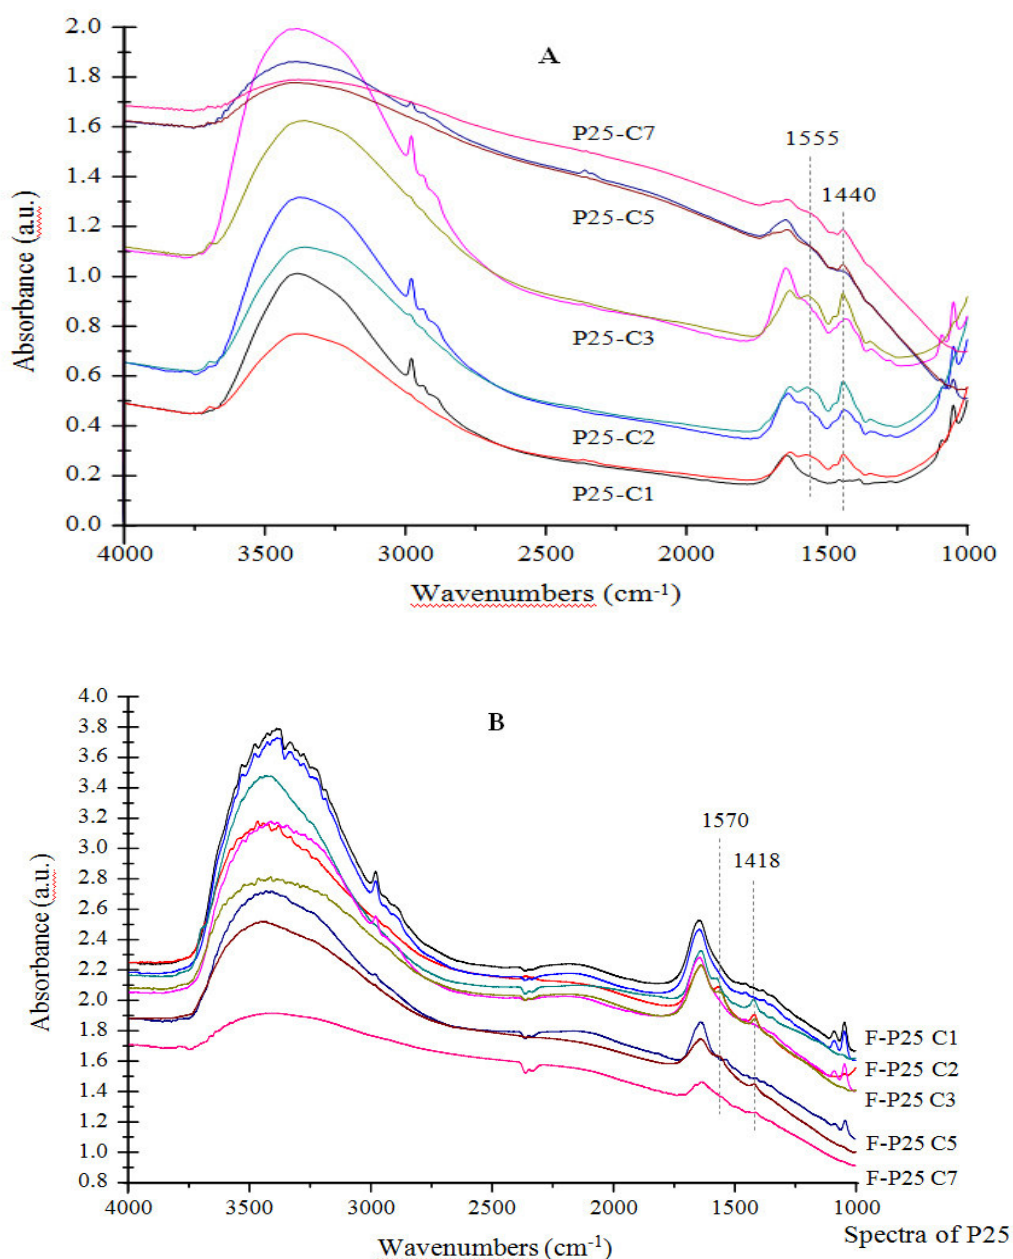 A
2.0
1.8
1.6
1.4
1.2
1.0
0.8
0.6
0.4
0.2
0.0
Absorbance (a.u.)
P25-C7
1555
P25-C5
1440
P25-C3
P25-C2
P25-C1
4000 3500 3000 2500 2000 1500 1000
Wavenumbers (cm-1)
B
4.0
3.8
3.6
3.4
3.2
3.0
2.8
2.6
2.4
2.2
2.0
1.8
1.6
1.4
1.2
1.0
0.8
Absorbance (a.u.)
1570
1418
F-P25 C1
F-P25 C2
F-P25 C3
F-P25 C5
F-P25 C7
4000 3500 3000 2500 2000 1500 1000
Wavenumbers (cm-1)
Spectra of P25